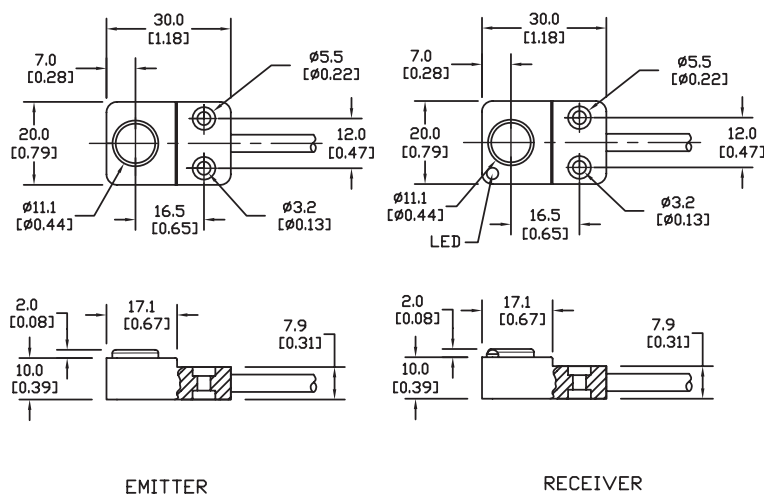 30.0
[1.18]
7.0
[0.28]
ø5.5
[ø0.22]
20.0
[0.79]
12.0
[0.47]
ø11.1
[ø0.44]
16.5
[0.65]
ø3.2
[ø0.13]
30.0
[1.18]
7.0
[0.28]
ø5.5
[ø0.22]
20.0
[0.79]
12.0
[0.47]
ø11.1
[ø0.44]
LED
16.5
[0.65]
ø3.2
[ø0.13]
2.0
[0.08]
17.1
[0.67]
7.9
[0.31]
10.0
[0.39]
2.0
[0.08]
17.1
[0.67]
7.9
[0.31]
10.0
[0.39]
EMITTER
RECEIVER